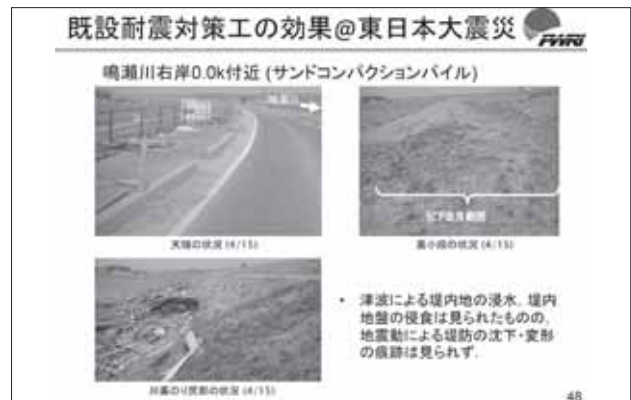 既設耐震対策工の効果@東日本大震災
PWRI
鳴瀬川右岸0.0k付近 (サンドコンパクションパイル)
天端の状況 (4/15)
裏小段の状況 (4/15)
川裏のり尻部の状況 (4/15)
• 津波による堤内地の浸水，堤内
地盤の侵食は見られたものの，
地震動による堤防の沈下・変形
の痕跡は見られず．
48